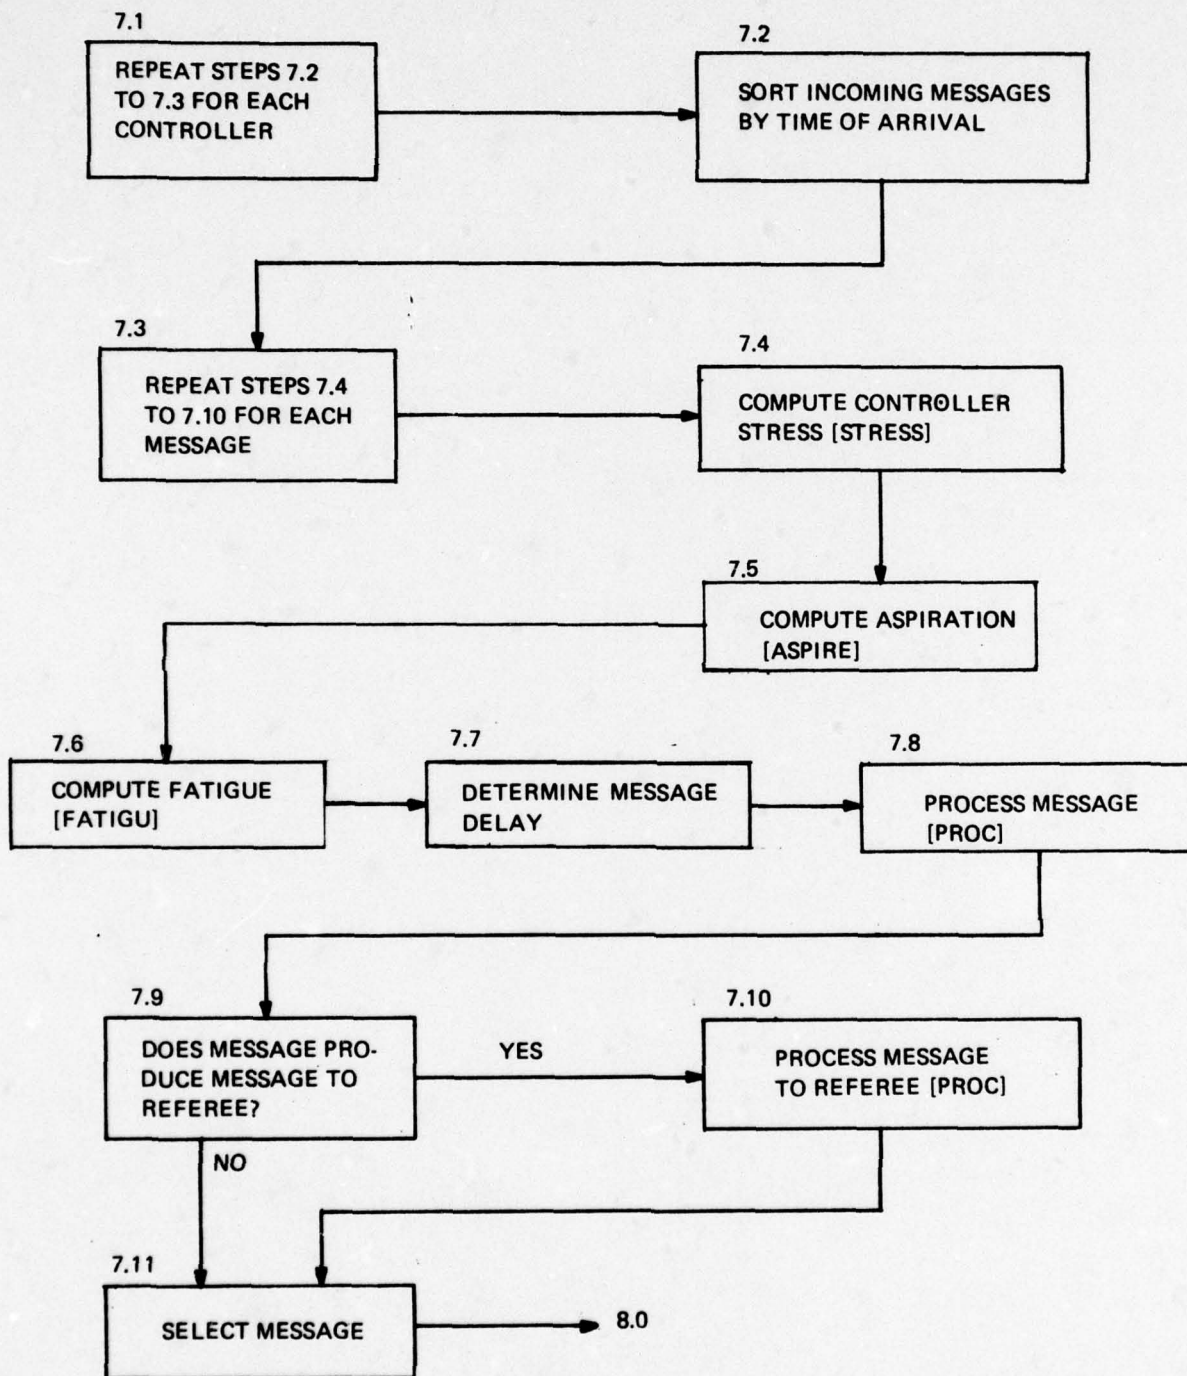 7.1
REPEAT STEPS 7.2
TO 7.3 FOR EACH
CONTROLLER
7.2
SORT INCOMING MESSAGES
BY TIME OF ARRIVAL
7.3
REPEAT STEPS 7.4
TO 7.10 FOR EACH
MESSAGE
7.4
COMPUTE CONTROLLER
STRESS [STRESS]
7.5
COMPUTE ASPIRATION
[ASPIRE]
7.6
COMPUTE FATIGUE
[FATIGU]
7.7
DETERMINE MESSAGE
DELAY
7.8
PROCESS MESSAGE
[PROC]
7.9
DOES MESSAGE PRO-
DUCE MESSAGE TO
REFEREE?
YES
NO
7.10
PROCESS MESSAGE
TO REFEREE [PROC]
7.11
SELECT MESSAGE
8.0